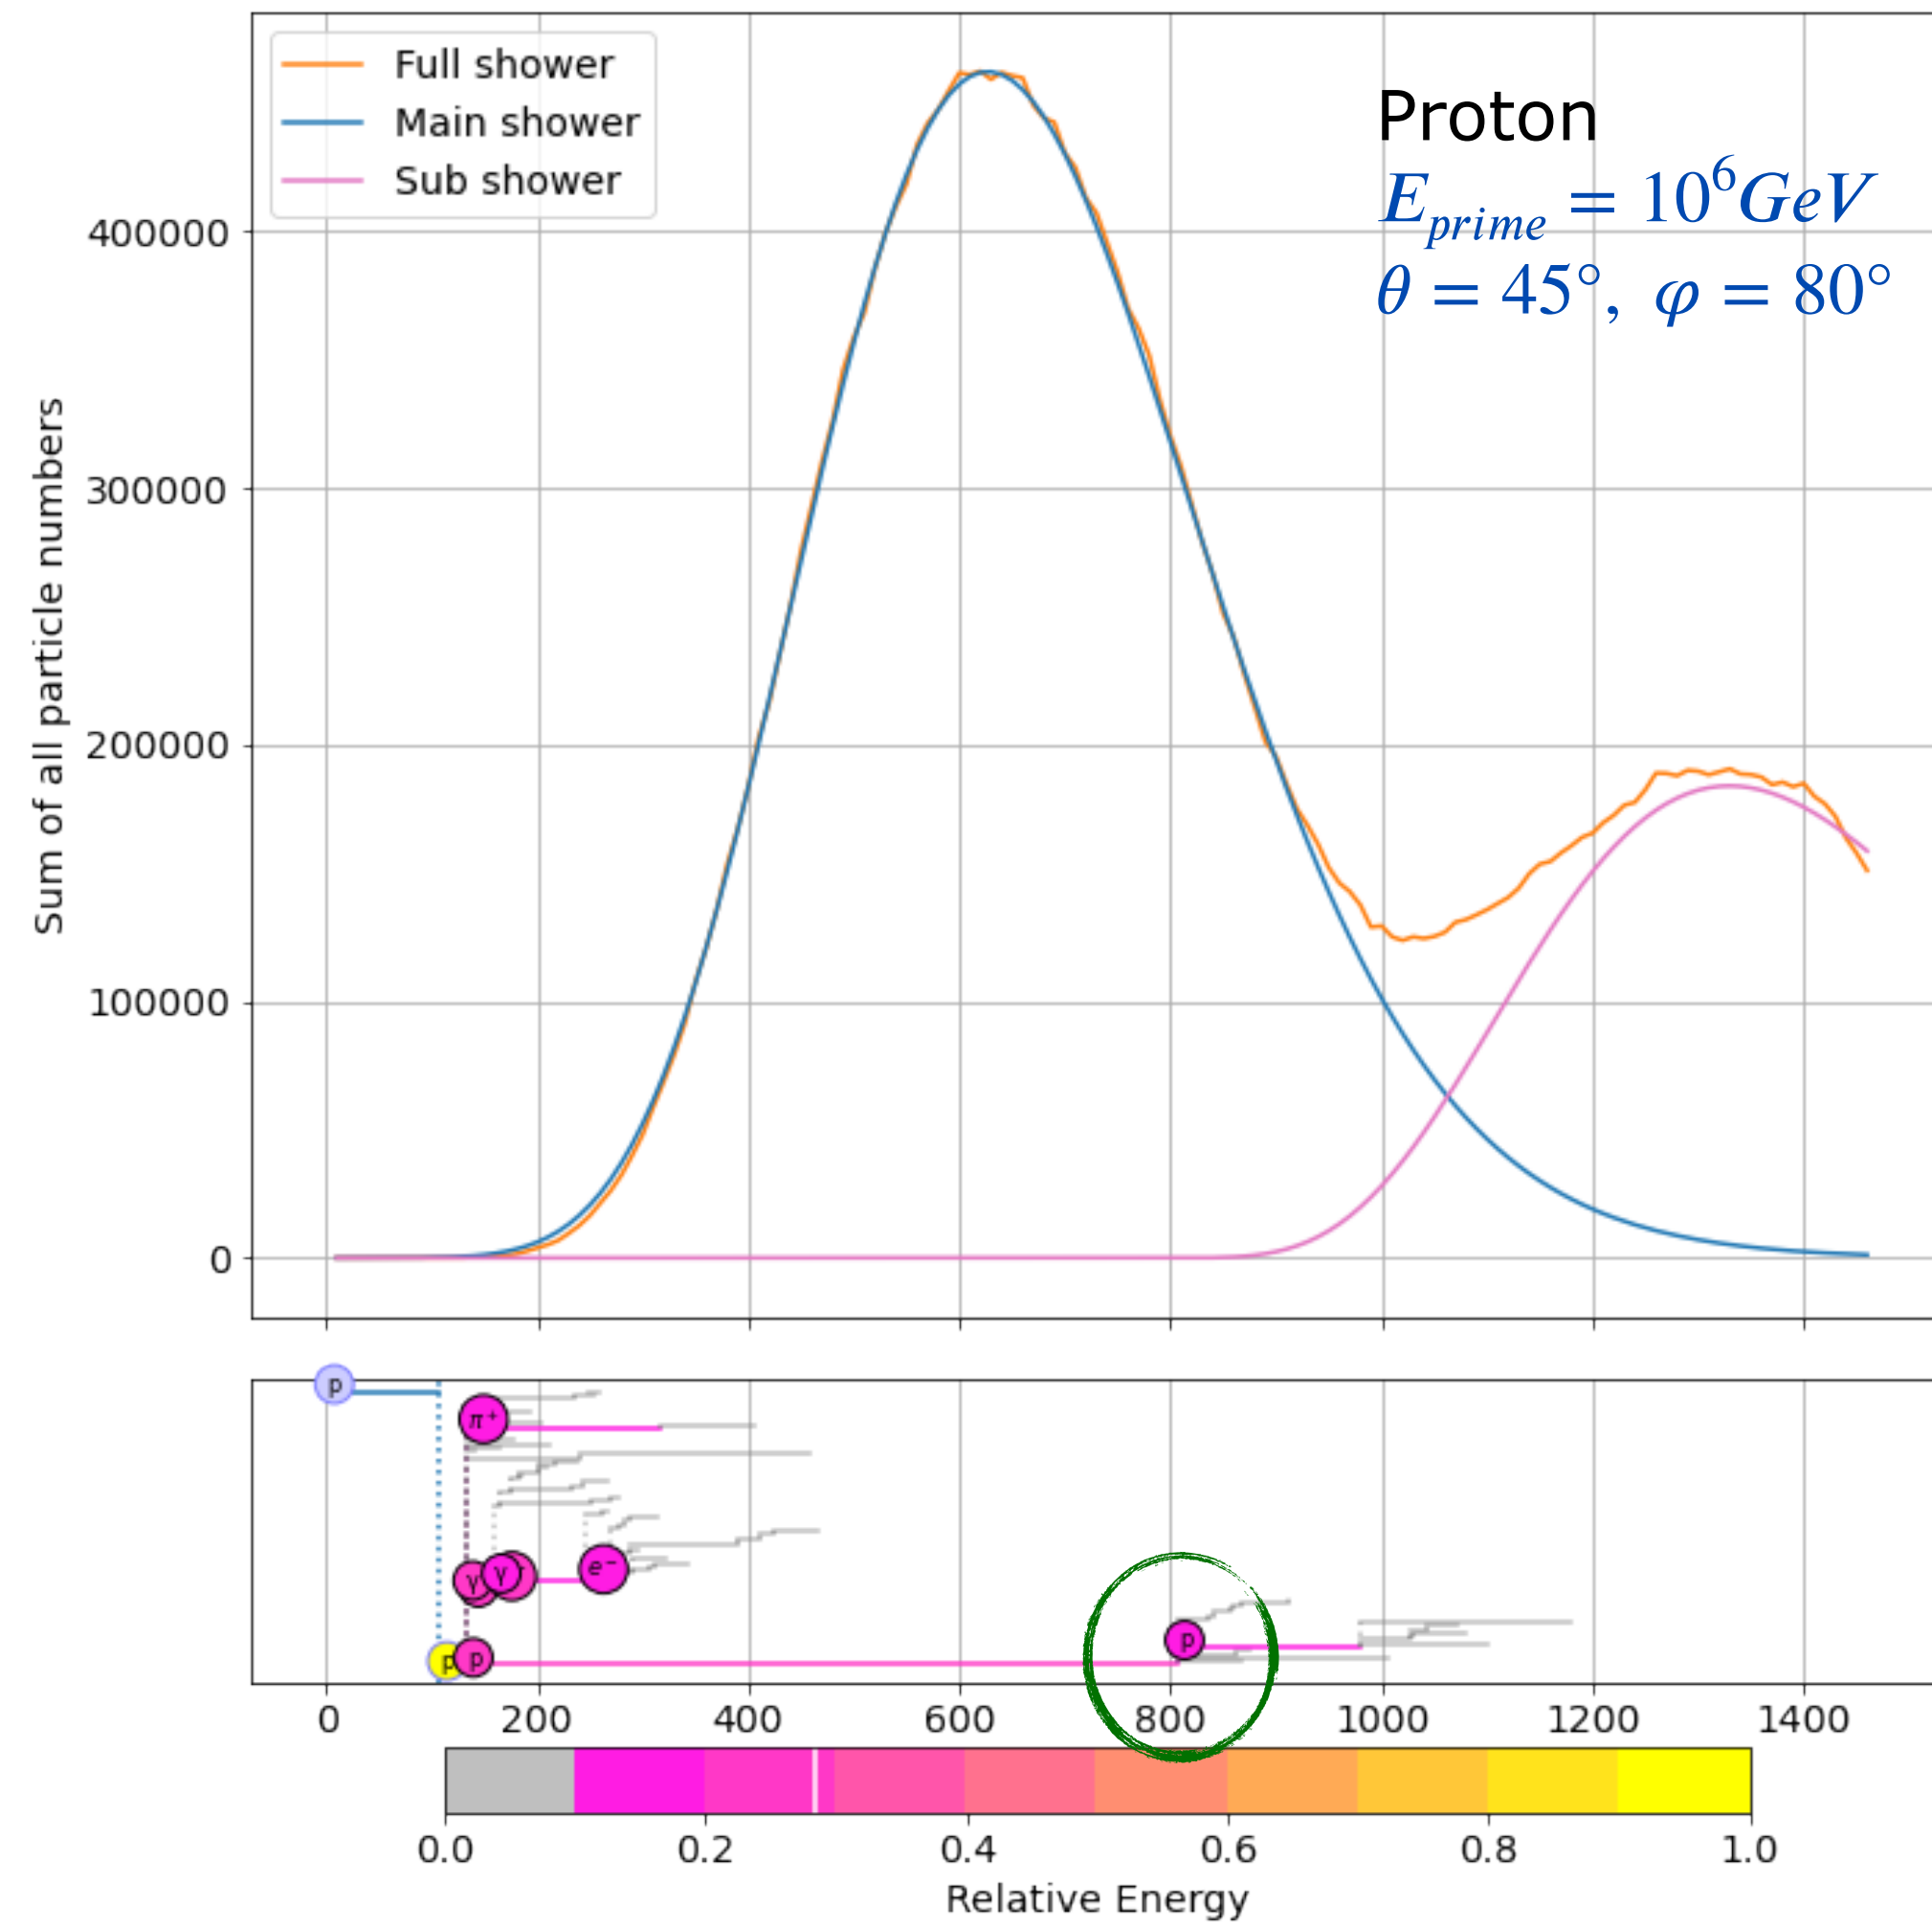 Full shower
Main shower
Sub shower
Proton
E_prime = 10^6 GeV
θ = 45°, φ = 80°
Sum of all particle numbers
400000
300000
200000
100000
0
p
π+
γ γ
e−
p
p p
0 200 400 600 800 1000 1200 1400
0.0 0.2 0.4 0.6 0.8 1.0
Relative Energy